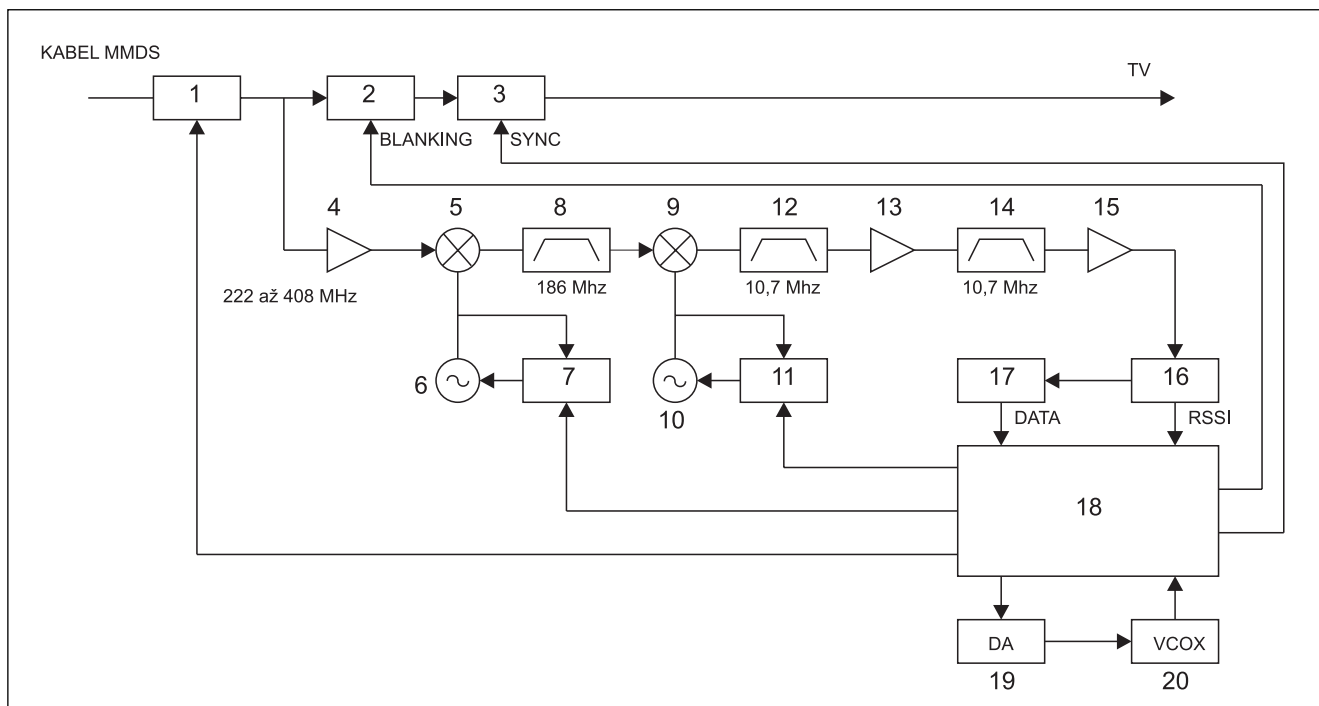 KABEL MMDS
TV
1
2
3
BLANKING
SYNC
4
5
8
9
12
13
14
15
222 až 408 MHz
186 Mhz
10,7 Mhz
10,7 Mhz
6
7
10
11
17
16
DATA
RSSI
18
DA
VCOX
19
20